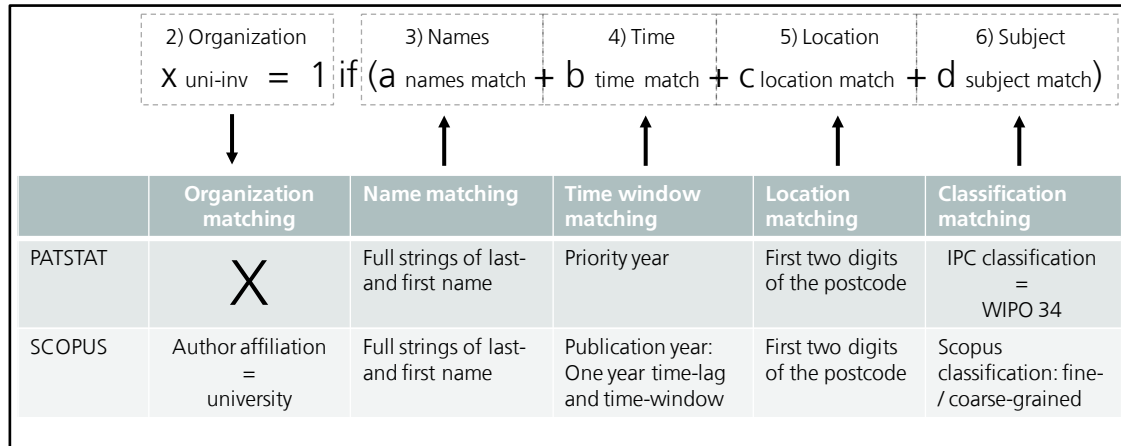 2) Organization 3) Names 4) Time 5) Location 6) Subject
x uni-inv = 1 if (a names match + b time match + c location match + d subject match)
Organization matching
Name matching
Time window matching
Location matching
Classification matching
PATSTAT
X
Full strings of last-
and first name
Priority year
First two digits
of the postcode
IPC classification
=
WIPO 34
SCOPUS
Author affiliation
=
university
Full strings of last-
and first name
Publication year:
One year time-lag
and time-window
First two digits
of the postcode
Scopus
classification: fine-
/ coarse-grained